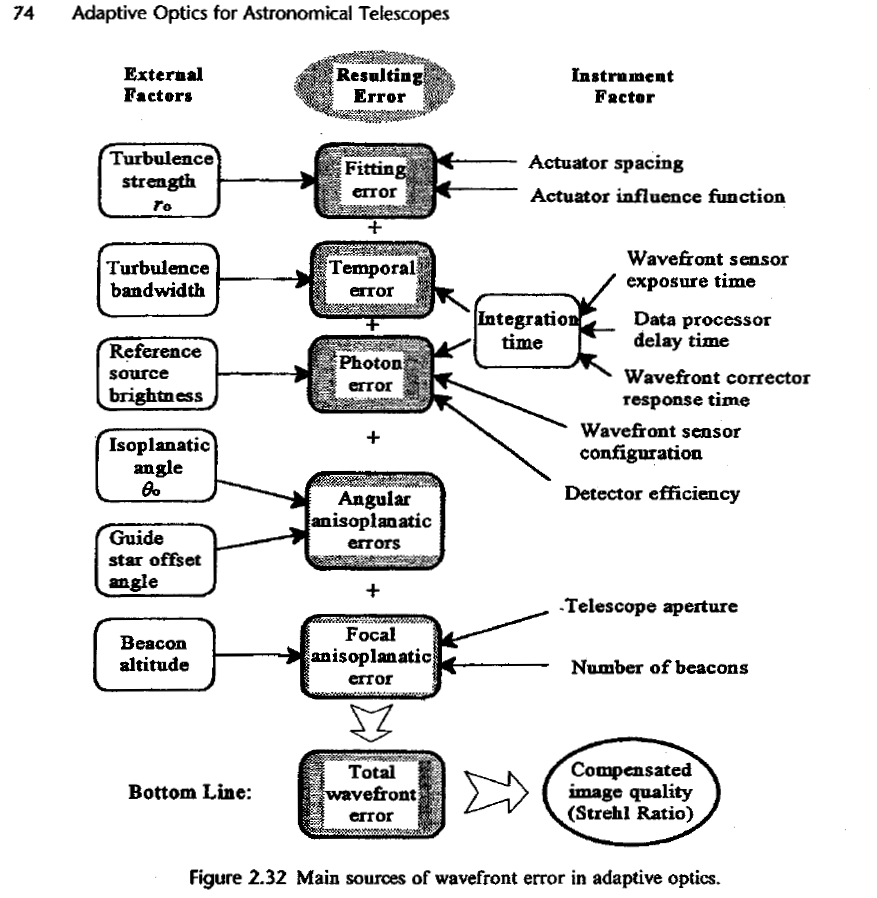 74 Adaptive Optics for Astronomical Telescopes
External
Factors
Resulting
Error
Instrument
Factor
Turbulence
strength
r₀
Fitting
error
Actuator spacing
Actuator influence function
+
Turbulence
bandwidth
Temporal
error
+
Integration
time
Wavefront sensor
exposure time
Data processor
delay time
Wavefront corrector
response time
Reference
source
brightness
Photon
error
Wavefront sensor
configuration
Detector efficiency
+
Isoplanatic
angle
θ₀
Guide
star offset
angle
Angular
anisoplanatic
errors
+
Beacon
altitude
Focal
anisoplanatic
error
Telescope aperture
Number of beacons
Bottom Line:
Total
wavefront
error
Compensated
image quality
(Strehl Ratio)
Figure 2.32 Main sources of wavefront error in adaptive optics.